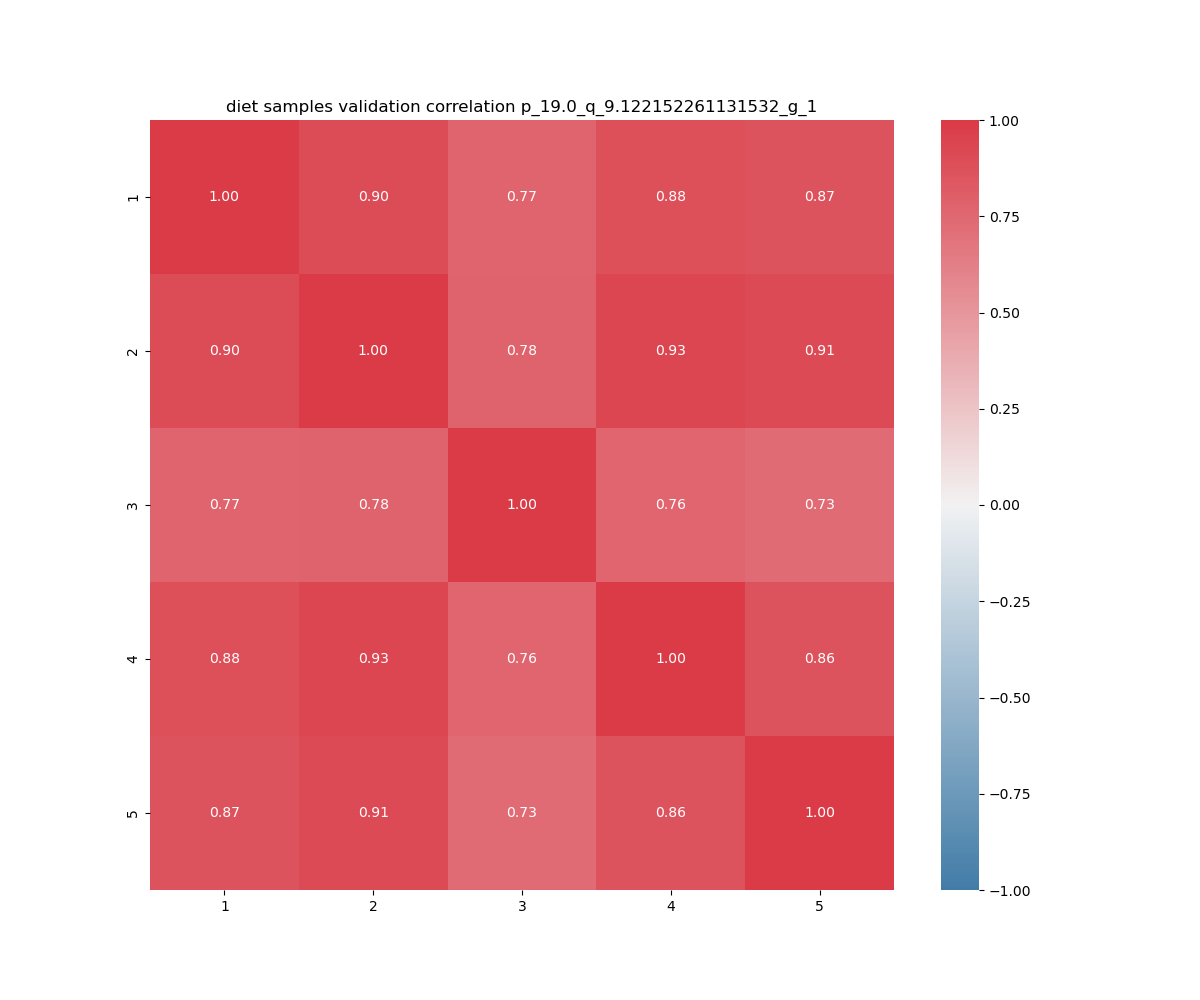 diet samples validation correlation p_19.0_q_9.122152261131532_g_1
1 1.00 0.90 0.77 0.88 0.87
2 0.90 1.00 0.78 0.93 0.91
3 0.77 0.78 1.00 0.76 0.73
4 0.88 0.93 0.76 1.00 0.86
5 0.87 0.91 0.73 0.86 1.00
1 2 3 4 5
1.00
0.75
0.50
0.25
0.00
−0.25
−0.50
−0.75
−1.00